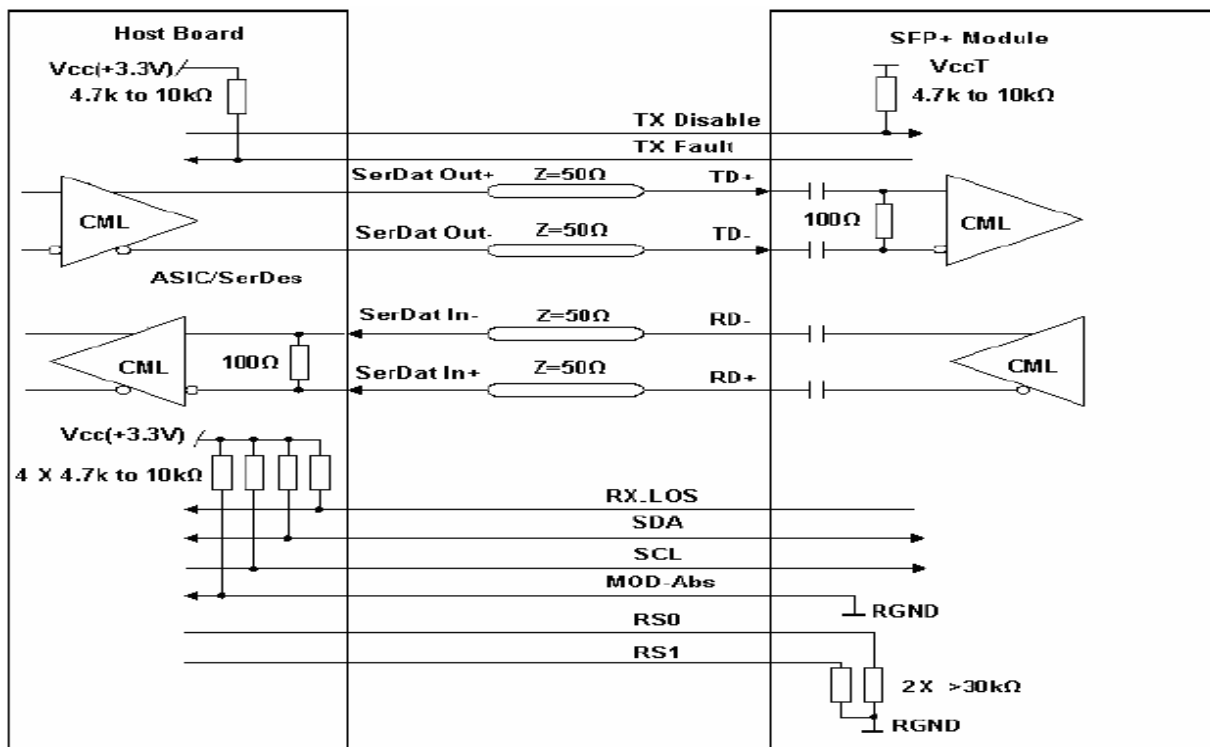 Host Board
SFP+ Module
Vcc(+3.3V)
4.7k to 10kΩ
VccT
4.7k to 10kΩ
TX Disable
TX Fault
SerDat Out+
Z=50Ω
TD+
CML
100Ω
CML
SerDat Out-
Z=50Ω
TD-
ASIC/SerDes
SerDat In-
Z=50Ω
RD-
CML
100Ω
CML
SerDat In+
Z=50Ω
RD+
Vcc(+3.3V)
4 X 4.7k to 10kΩ
RX_LOS
SDA
SCL
MOD-Abs
RGND
RS0
RS1
2X >30kΩ
RGND